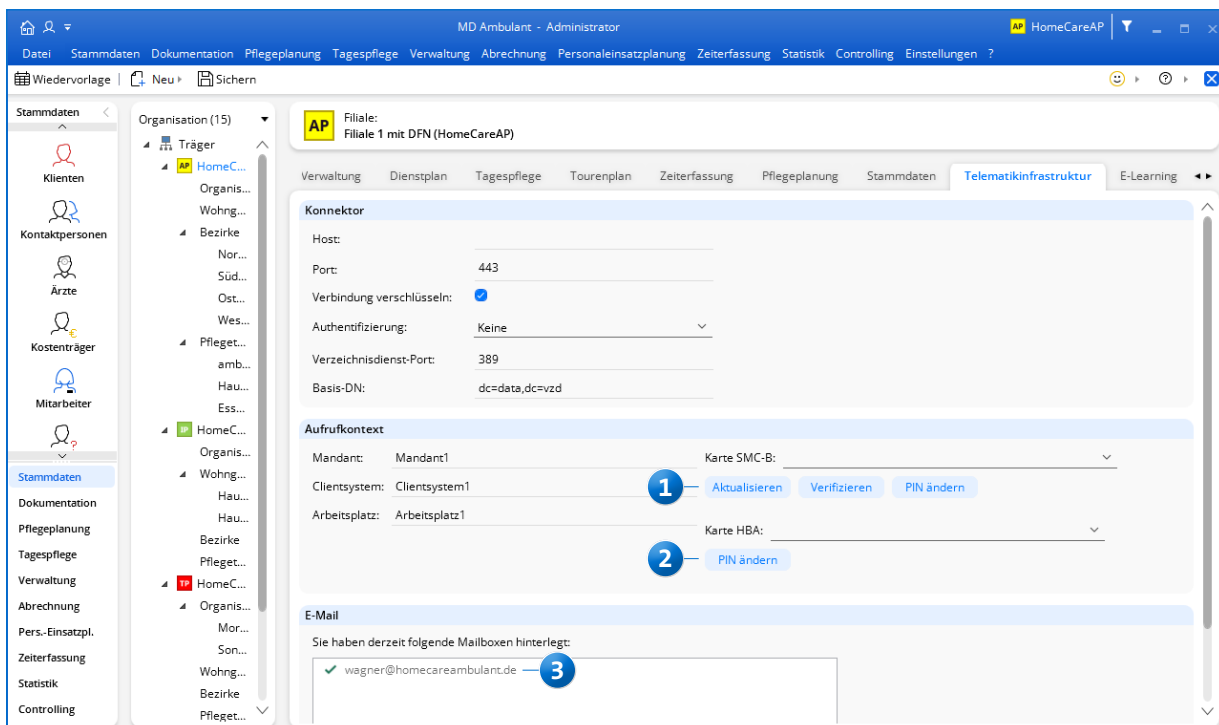 MD Ambulant - Administrator
AP HomeCareAP
Datei Stammdaten Dokumentation Pflegeplanung Tagespflege Verwaltung Abrechnung Personaleinsatzplanung Zeiterfassung Statistik Controlling Einstellungen ?
Wiedervorlage Neu Sichern
Stammdaten
Klienten
Kontaktpersonen
Ärzte
Kostenträger
Mitarbeiter
Stammdaten
Dokumentation
Pflegeplanung
Tagespflege
Verwaltung
Abrechnung
Pers.-Einsatzpl.
Zeiterfassung
Statistik
Controlling
Organisation (15)
Träger
AP HomeC...
Organis...
Wohng...
Bezirke
Nor...
Süd...
Ost...
Wes...
Pfleget...
amb...
Hau...
Ess...
IP HomeC...
Organis...
Wohng...
Hau...
Hau...
Bezirke
Pfleget...
TP HomeC...
Organis...
Mor...
Son...
Wohng...
Bezirke
Pfleget...
AP Filiale:
Filiale 1 mit DFN (HomeCareAP)
Verwaltung Dienstplan Tagespflege Tourenplan Zeiterfassung Pflegeplanung Stammdaten Telematikinfrastruktur E-Learning
Konnektor
Host:
Port: 443
Verbindung verschlüsseln:
Authentifizierung: Keine
Verzeichnisdienst-Port: 389
Basis-DN: dc=data,dc=vzd
Aufrufkontext
Mandant: Mandant1 Karte SMC-B:
Clientsystem: Clientsystem1 1 Aktualisieren Verifizieren PIN ändern
Arbeitsplatz: Arbeitsplatz1
Karte HBA:
2 PIN ändern
E-Mail
Sie haben derzeit folgende Mailboxen hinterlegt:
wagner@homecareambulant.de 3